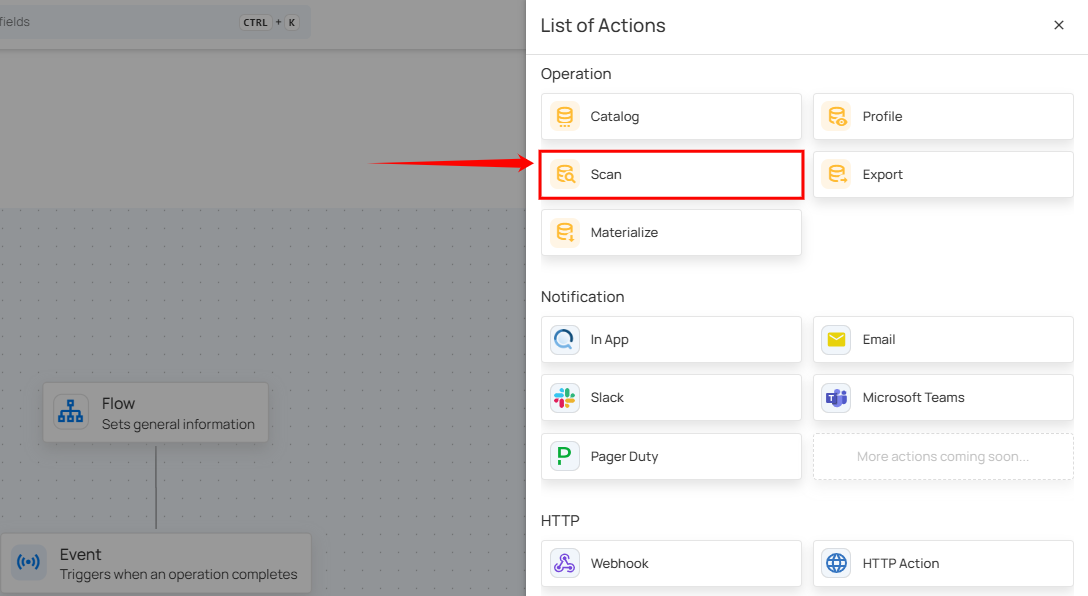 fields
CTRL + K
List of Actions
Operation
Catalog
Profile
Scan
Export
Materialize
Notification
In App
Email
Slack
Microsoft Teams
Pager Duty
More actions coming soon...
HTTP
Webhook
HTTP Action
Flow
Sets general information
Event
Triggers when an operation completes